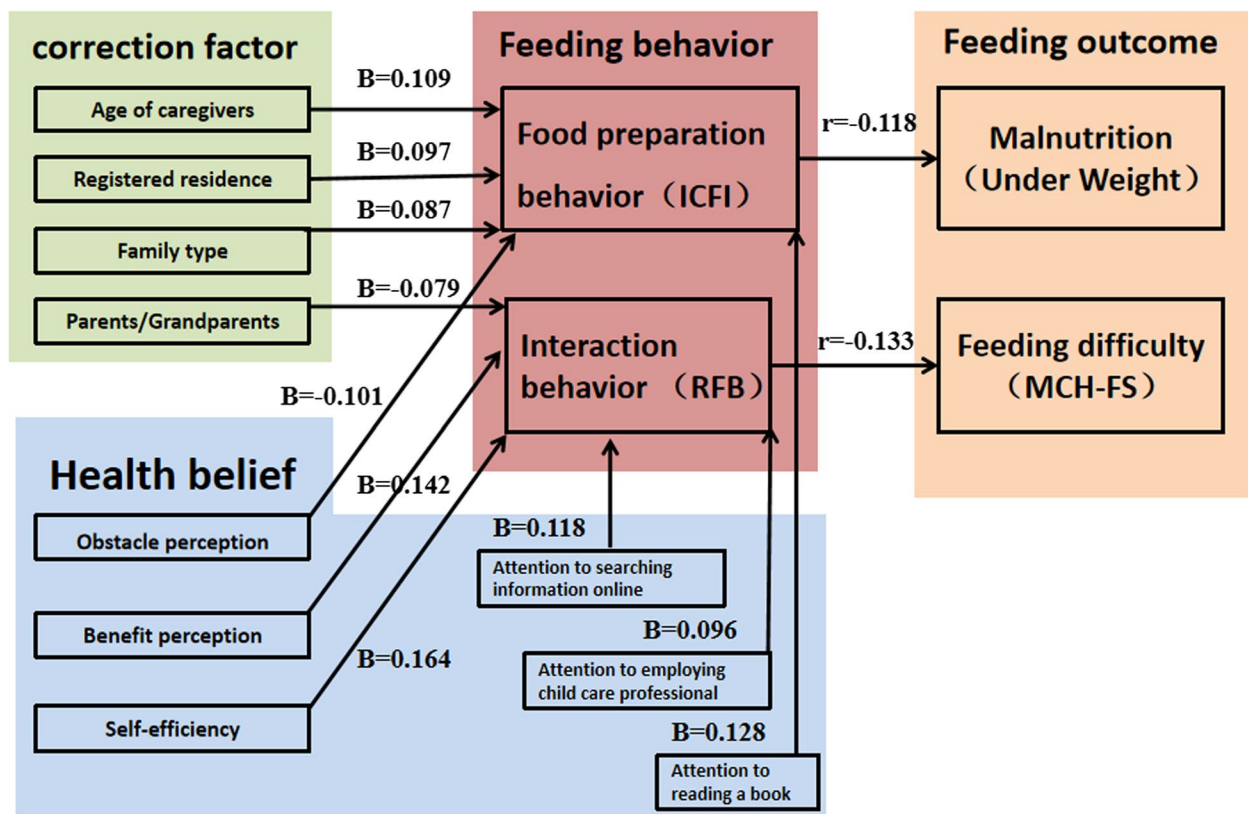 correction factor
Age of caregivers
Registered residence
Family type
Parents/Grandparents
B=0.109
B=0.097
B=0.087
B=-0.079
Feeding behavior
Food preparation
behavior（ICFI）
Interaction
behavior （RFB）
r=-0.118
r=-0.133
Feeding outcome
Malnutrition
（Under Weight）
Feeding difficulty
（MCH-FS）
Health belief
Obstacle perception
Benefit perception
Self-efficiency
B=-0.101
B=0.142
B=0.164
B=0.118
Attention to searching
information online
B=0.096
Attention to employing
child care professional
B=0.128
Attention to
reading a book